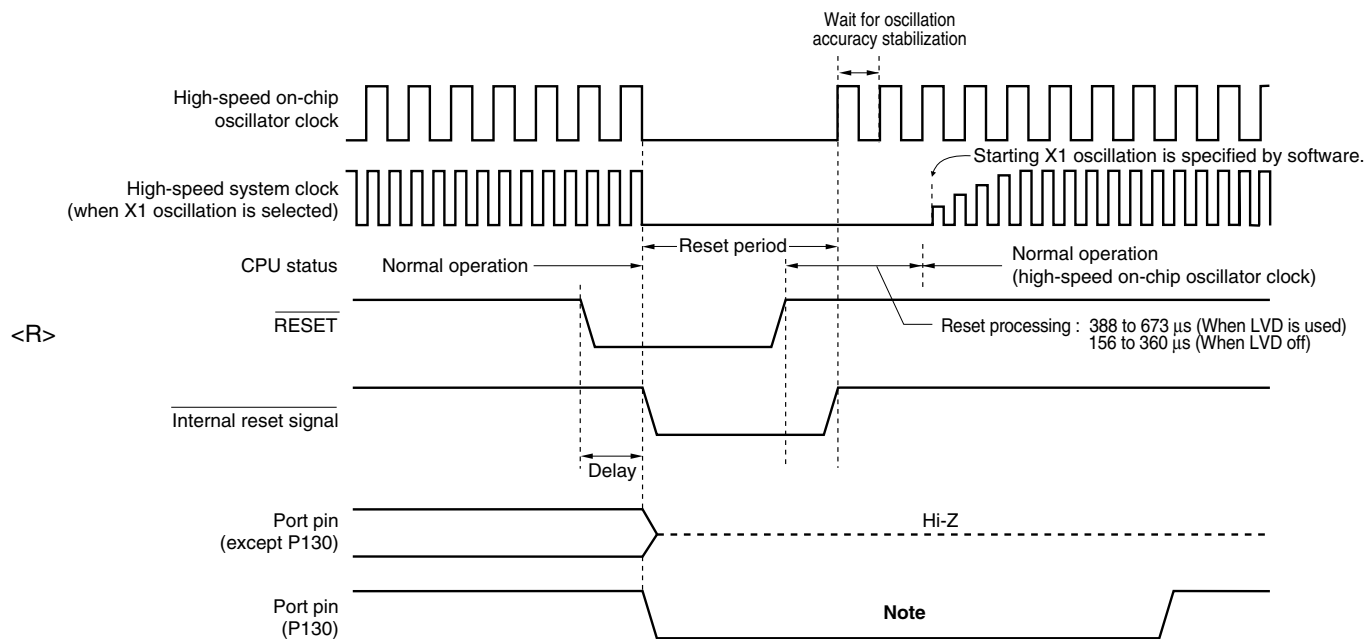 Wait for oscillation
accuracy stabilization
High-speed on-chip
oscillator clock
Starting X1 oscillation is specified by software.
High-speed system clock
(when X1 oscillation is selected)
Reset period
CPU status
Normal operation
Normal operation
(high-speed on-chip oscillator clock)
RESET
<R>
Reset processing : 388 to 673 μs (When LVD is used)
156 to 360 μs (When LVD off)
Internal reset signal
Delay
Port pin
(except P130)
Hi-Z
Port pin
(P130)
Note